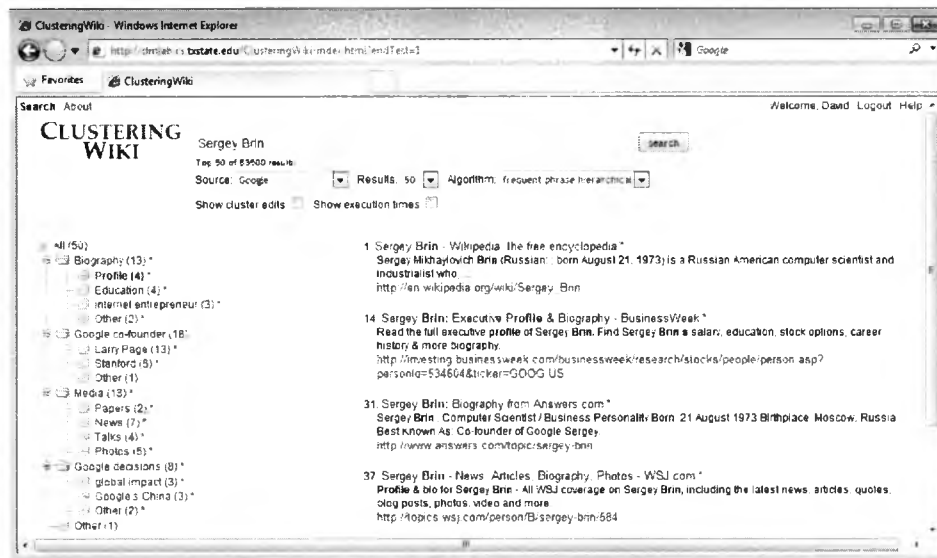 ClusteringWiki - Windows Internet Explorer
txstate.edu
Google
Favorites ClusteringWiki
Search About Welcome, David Logout Help
CLUSTERING
WIKI
Sergey Brin search
Top 50 of results
Source: Google Results: 50 Algorithm: frequent phrase hierarchical
Show cluster edits Show execution times
All (50)
Biography (13) *
Profile (4) *
Education (4) *
internet entrepreneur (3) *
Other (2) *
Google co-founder (18)
Larry Page (13) *
Stanford (5) *
Other (1)
Media (13) *
Papers (2) *
News (7) *
Talks (4) *
Photos (5) *
Google decisions (8) *
global impact (3) *
Google's China (3) *
Other (2) *
Other (1)
1 Sergey Brin - Wikipedia, the free encyclopedia *
Sergey Mikhaylovich Brin (Russian: ; born August 21, 1973) is a Russian American computer scientist and
industrialist who
http://en.wikipedia.org/wiki/Sergey_Brin
14 Sergey Brin: Executive Profile & Biography - BusinessWeek *
Read the full executive profile of Sergey Brin. Find Sergey Brin's salary, education, stock options, career
history & more biography.
http://investing.businessweek.com/businessweek/research/stocks/people/person.asp?
personId=534604&ticker=GOOG:US
31. Sergey Brin: Biography from Answers.com *
Sergey Brin, Computer Scientist / Business Personality Born: 21 August 1973 Birthplace: Moscow, Russia
Best Known As: Co-founder of Google Sergey
http://www.answers.com/topic/sergey-brin
37 Sergey Brin - News, Articles, Biography, Photos - WSJ.com *
Profile & bio for Sergey Brin - All WSJ coverage on Sergey Brin, including the latest news, articles, quotes,
blog posts, photos, video and more
http://topics.wsj.com/person/B/sergey-brin/584